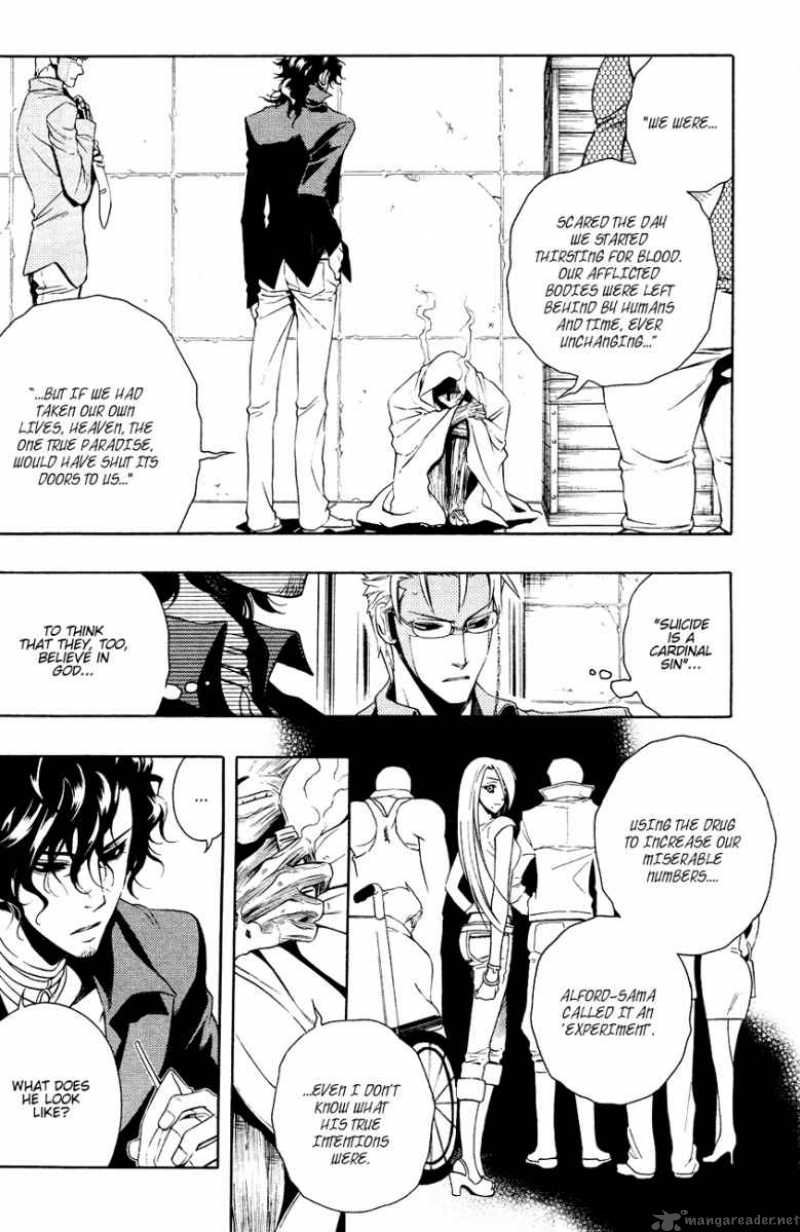 "WE WERE...
SCARED THE DAY
WE STARTED
THIRSTING FOR BLOOD.
OUR AFFLICTED
BODIES WERE LEFT
BEHIND BY HUMANS
AND TIME, EVER
UNCHANGING..."
"...BUT IF WE HAD
TAKEN OUR OWN
LIVES, HEAVEN, THE
ONE TRUE PARADISE,
WOULD HAVE SHUT ITS
DOORS TO US..."
"SUICIDE
IS A
CARDINAL
SIN"...
TO THINK
THAT THEY, TOO,
BELIEVE IN
GOD...
USING THE DRUG
TO INCREASE OUR
MISERABLE
NUMBERS....
ALFORD-SAMA
CALLED IT AN
'EXPERIMENT'.
...EVEN I DON'T
KNOW WHAT
HIS TRUE
INTENTIONS
WERE.
...
WHAT DOES
HE LOOK
LIKE?
mangareader.net